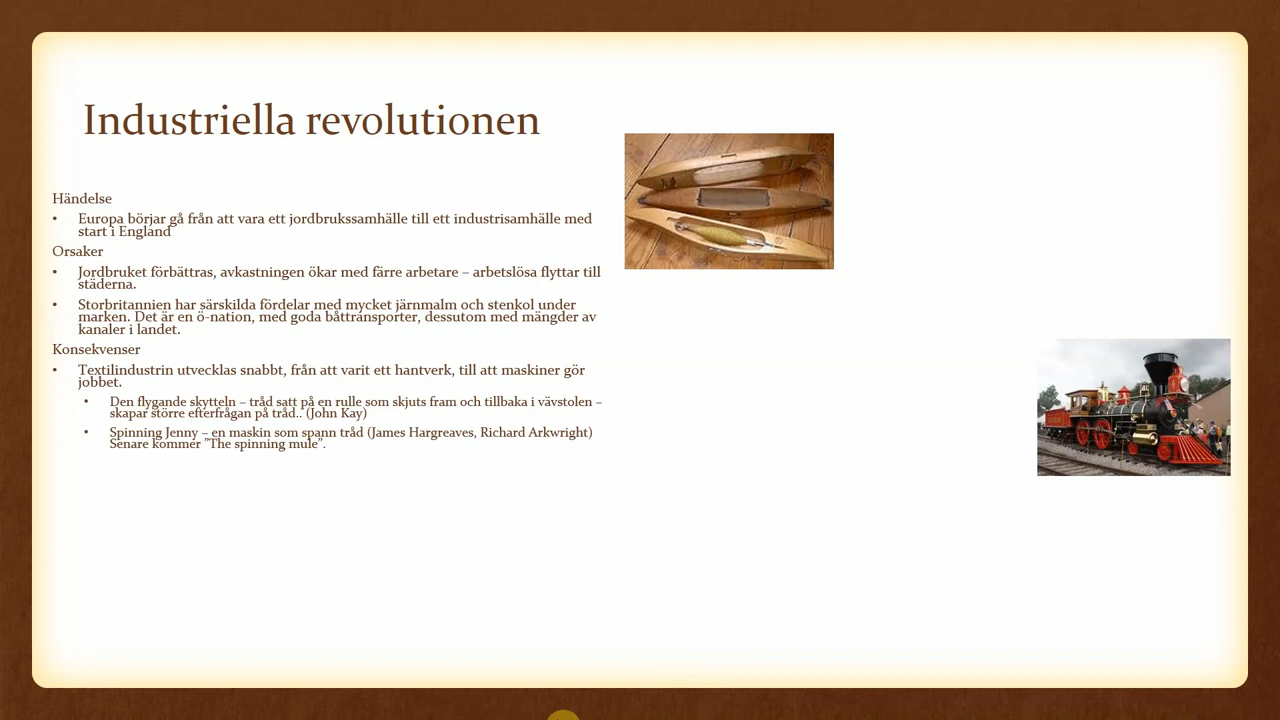 Industriella revolutionen
Händelse
• Europa börjar gå från att vara ett jordbrukssamhälle till ett industrisamhälle med
start i England
Orsaker
• Jordbruket förbättras, avkastningen ökar med färre arbetare – arbetslösa flyttar till
städerna.
• Storbritannien har särskilda fördelar med mycket järnmalm och stenkol under
marken. Det är en ö-nation, med goda båttransporter, dessutom med mängder av
kanaler i landet.
Konsekvenser
• Textilindustrin utvecklas snabbt, från att varit ett hantverk, till att maskiner gör
jobbet.
• Den flygande skytteln – tråd satt på en rulle som skjuts fram och tillbaka i vävstolen –
skapar större efterfrågan på tråd.. (John Kay)
• Spinning Jenny – en maskin som spann tråd (James Hargreaves, Richard Arkwright)
Senare kommer "The spinning mule".